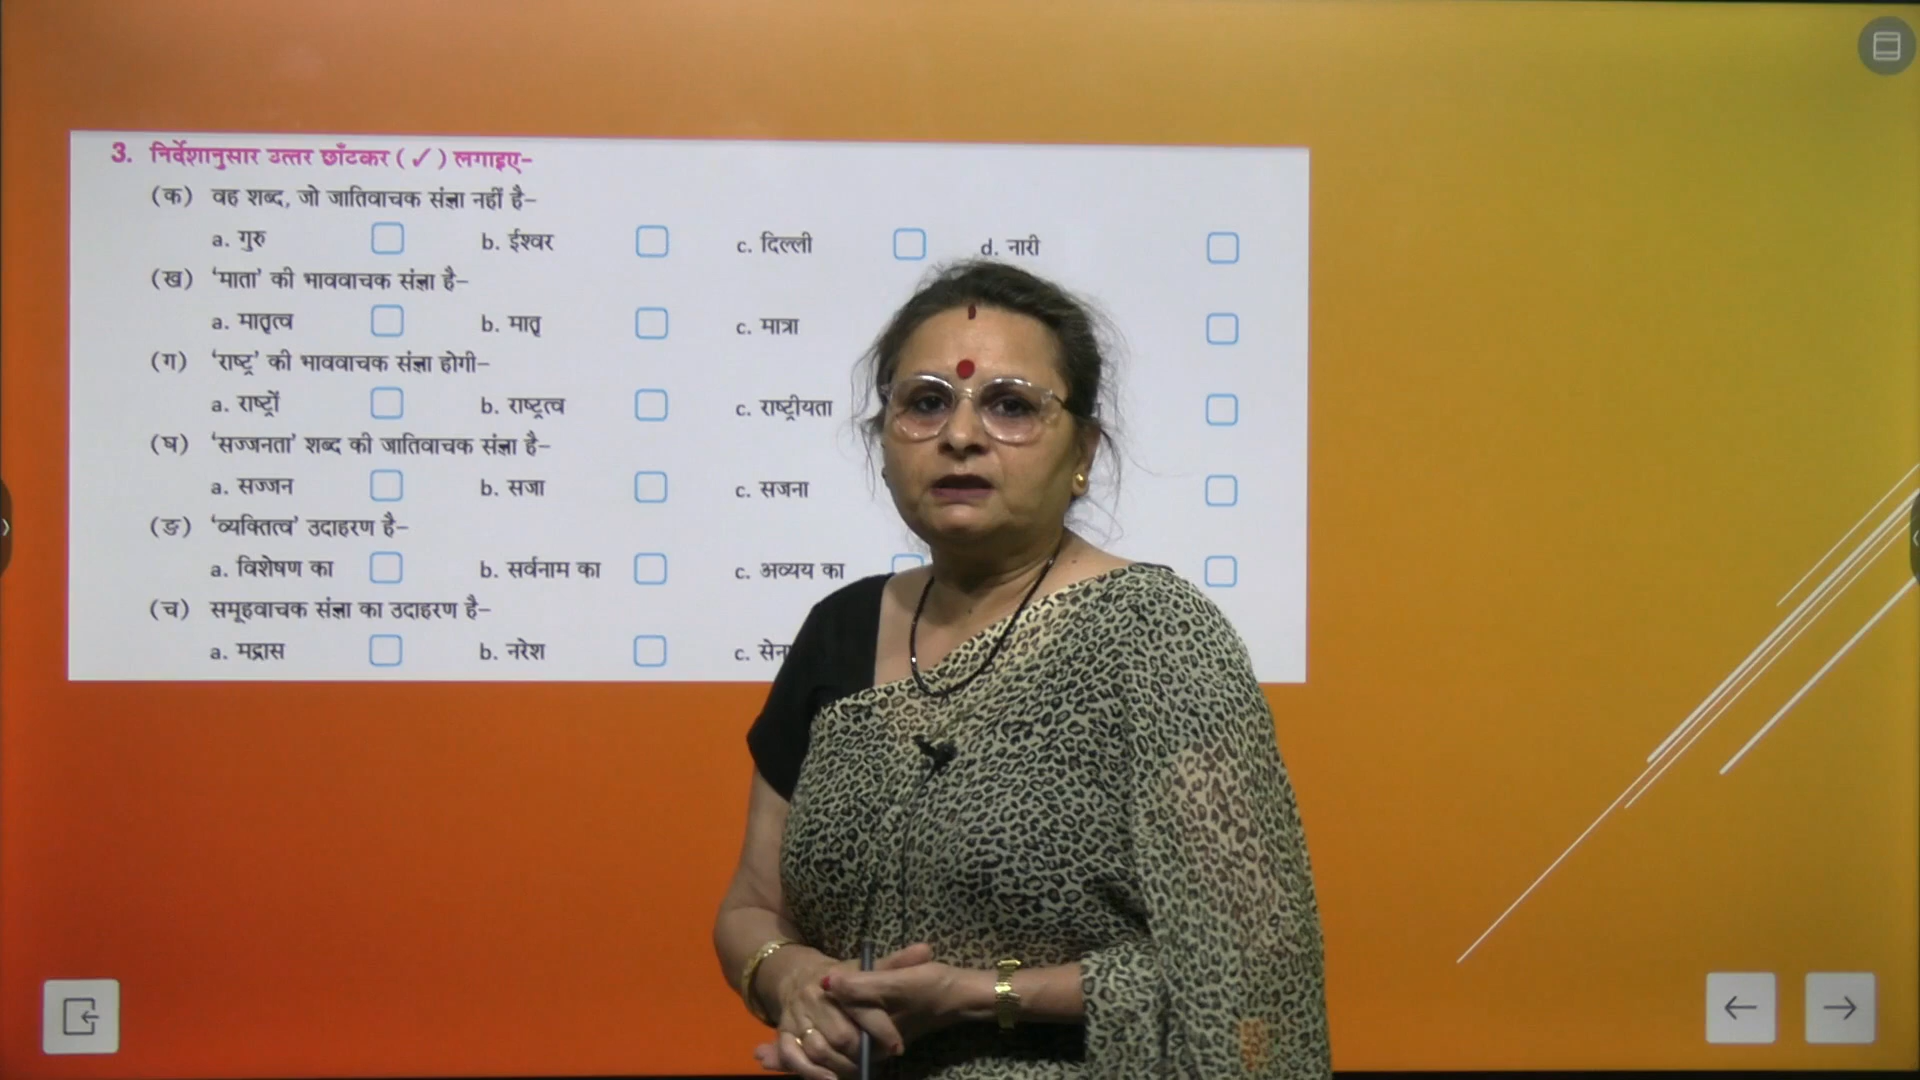 3. निर्देशानुसार उत्तर छाँटकर ( ✓ ) लगाइए–
(क) वह शब्द, जो जातिवाचक संज्ञा नहीं है–
a. गुरु b. ईश्वर c. दिल्ली d. नारी
(ख) ‘माता’ की भाववाचक संज्ञा है–
a. मातृत्व b. मातृ c. मात्रा
(ग) ‘राष्ट्र’ की भाववाचक संज्ञा होगी–
a. राष्ट्रों b. राष्ट्रत्व c. राष्ट्रीयता
(घ) ‘सज्जनता’ शब्द की जातिवाचक संज्ञा है–
a. सज्जन b. सजा c. सजना
(ङ) ‘व्यक्तित्व’ उदाहरण है–
a. विशेषण का b. सर्वनाम का c. अव्यय का
(च) समूहवाचक संज्ञा का उदाहरण है–
a. मद्रास b. नरेश c.